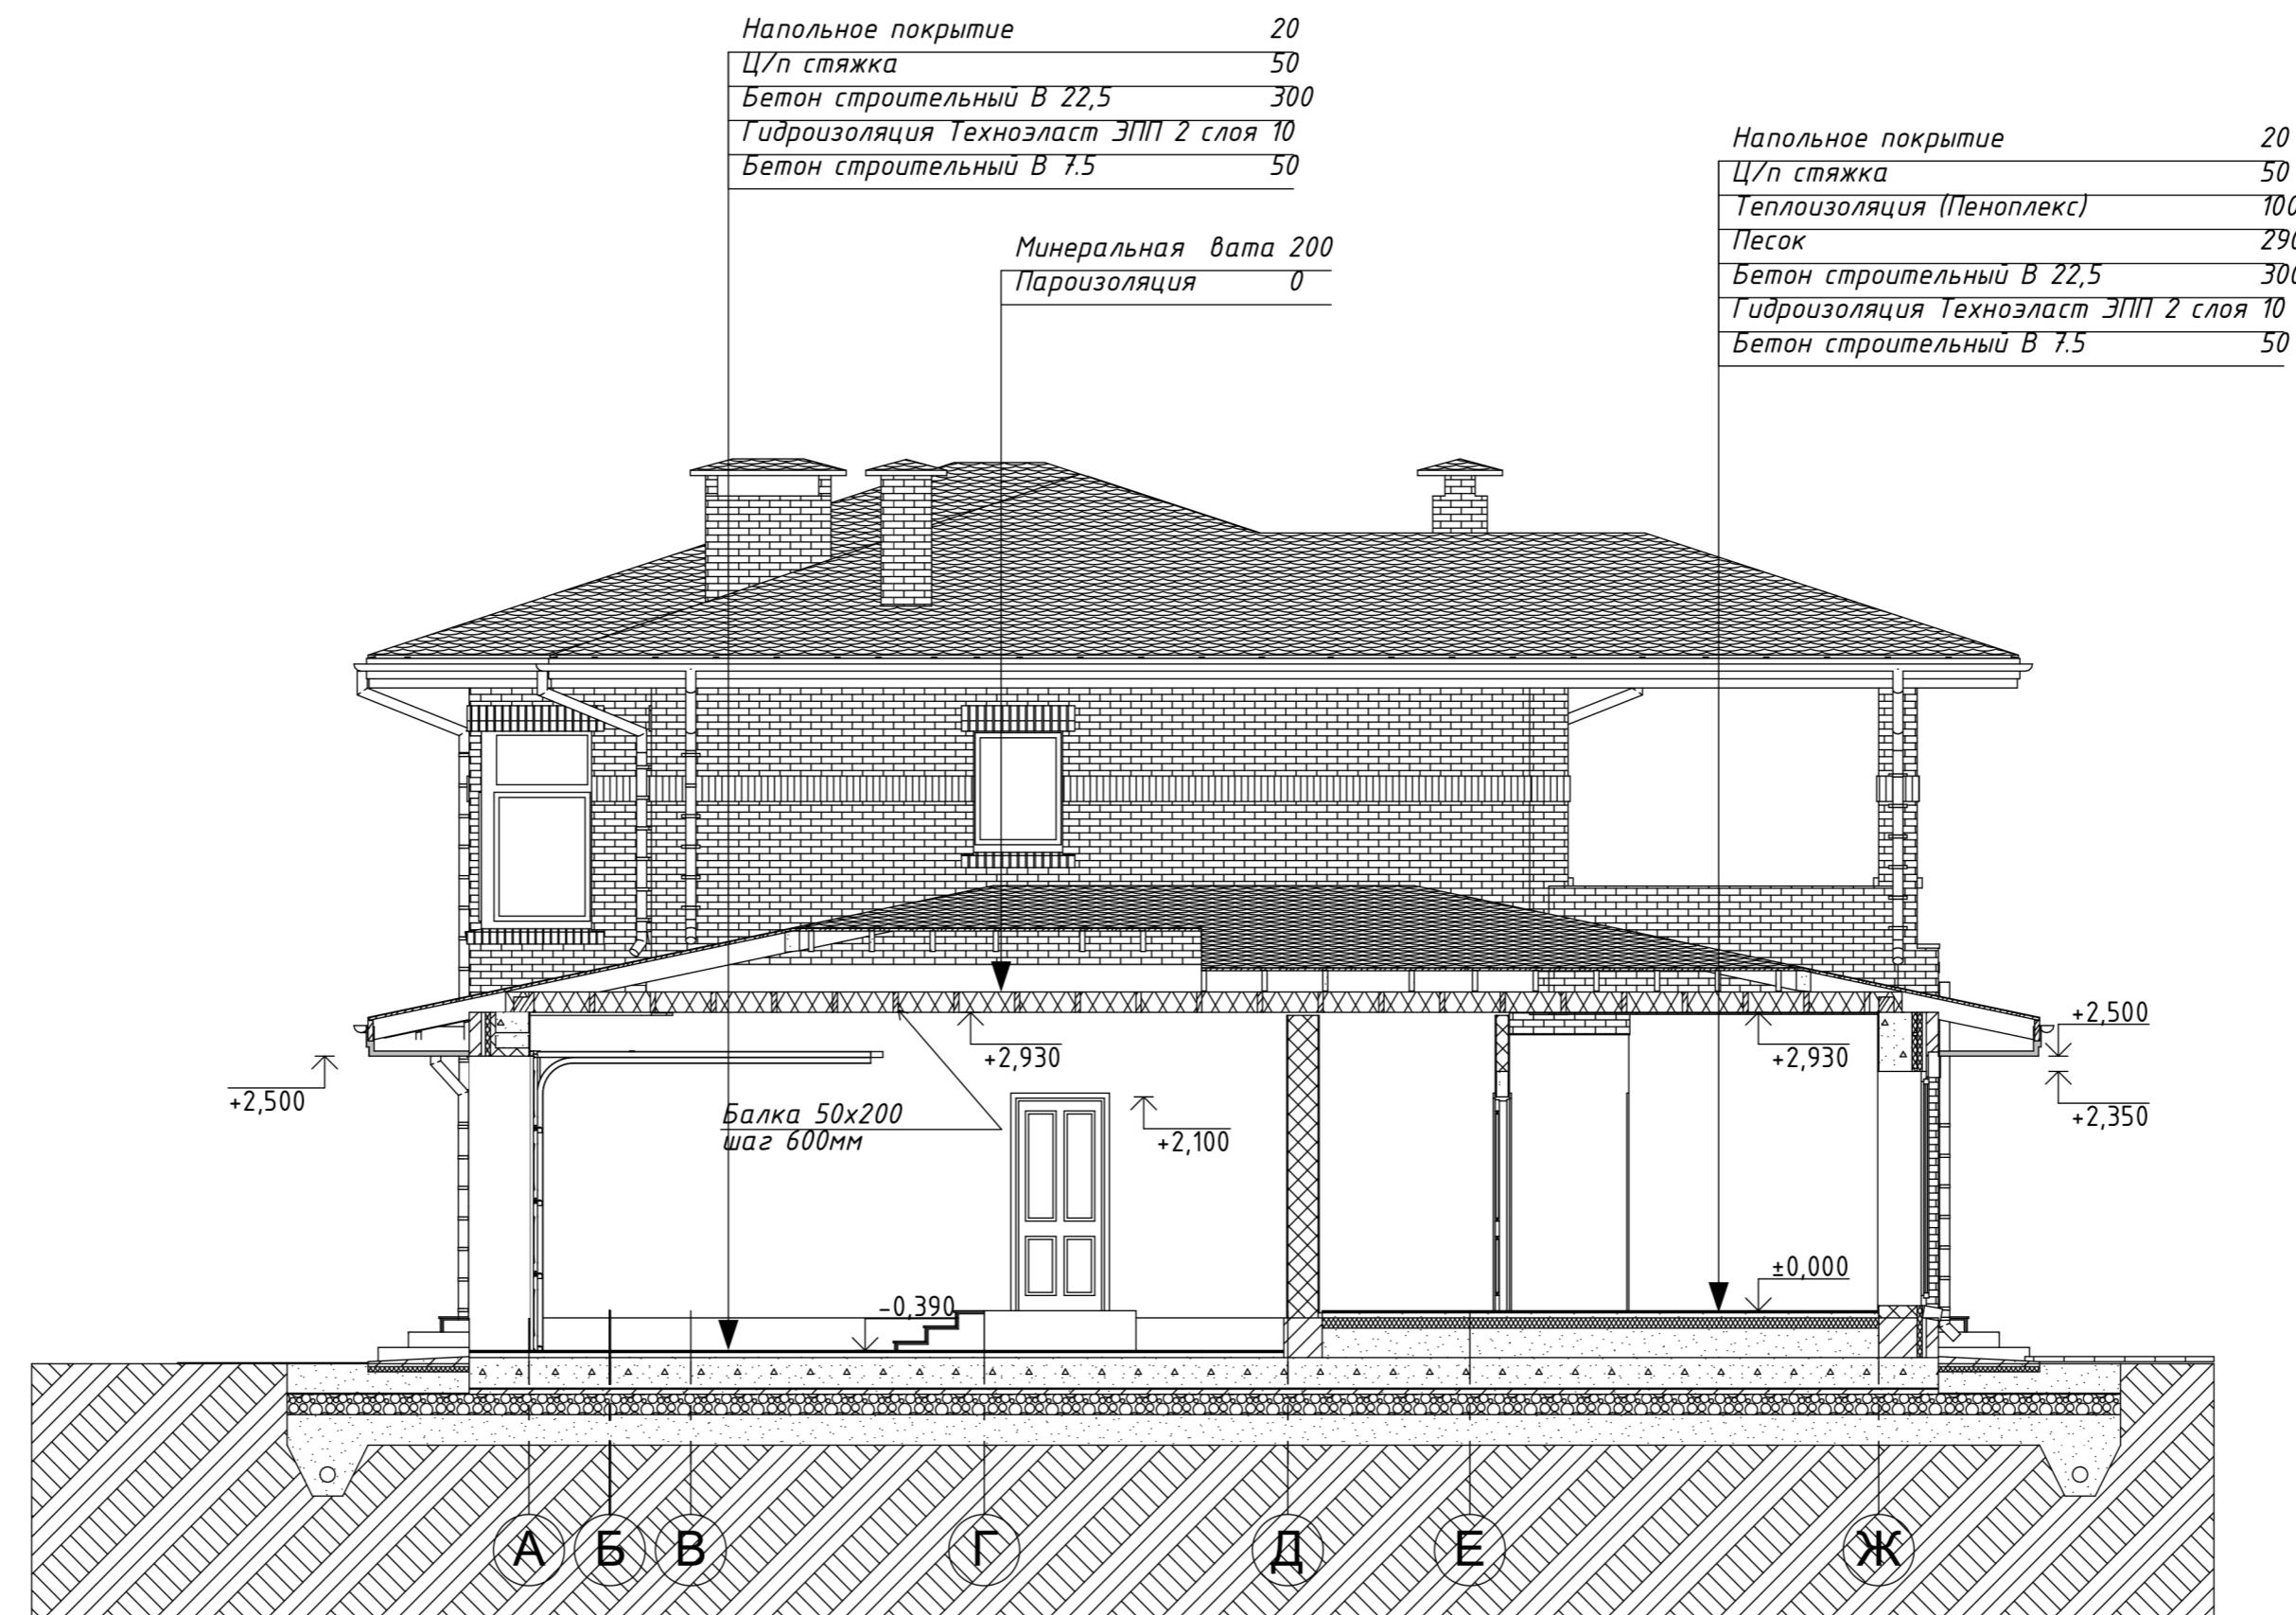 Напольное покрытие 20
Ц/п стяжка 50
Бетон строительный В 22,5 300
Гидроизоляция Техноэласт ЭПП 2 слоя 10
Бетон строительный В 7.5 50
Напольное покрытие 20
Ц/п стяжка 50
Теплоизоляция (Пеноплекс) 100
Песок 290
Бетон строительный В 22,5 300
Гидроизоляция Техноэласт ЭПП 2 слоя 10
Бетон строительный В 7.5 50
Минеральная вата 200
Пароизоляция 0
+2,500
+2,930
+2,930
+2,500
+2,350
Балка 50х200
шаг 600мм
+2,100
±0,000
-0,390
А Б В Г Д Е Ж